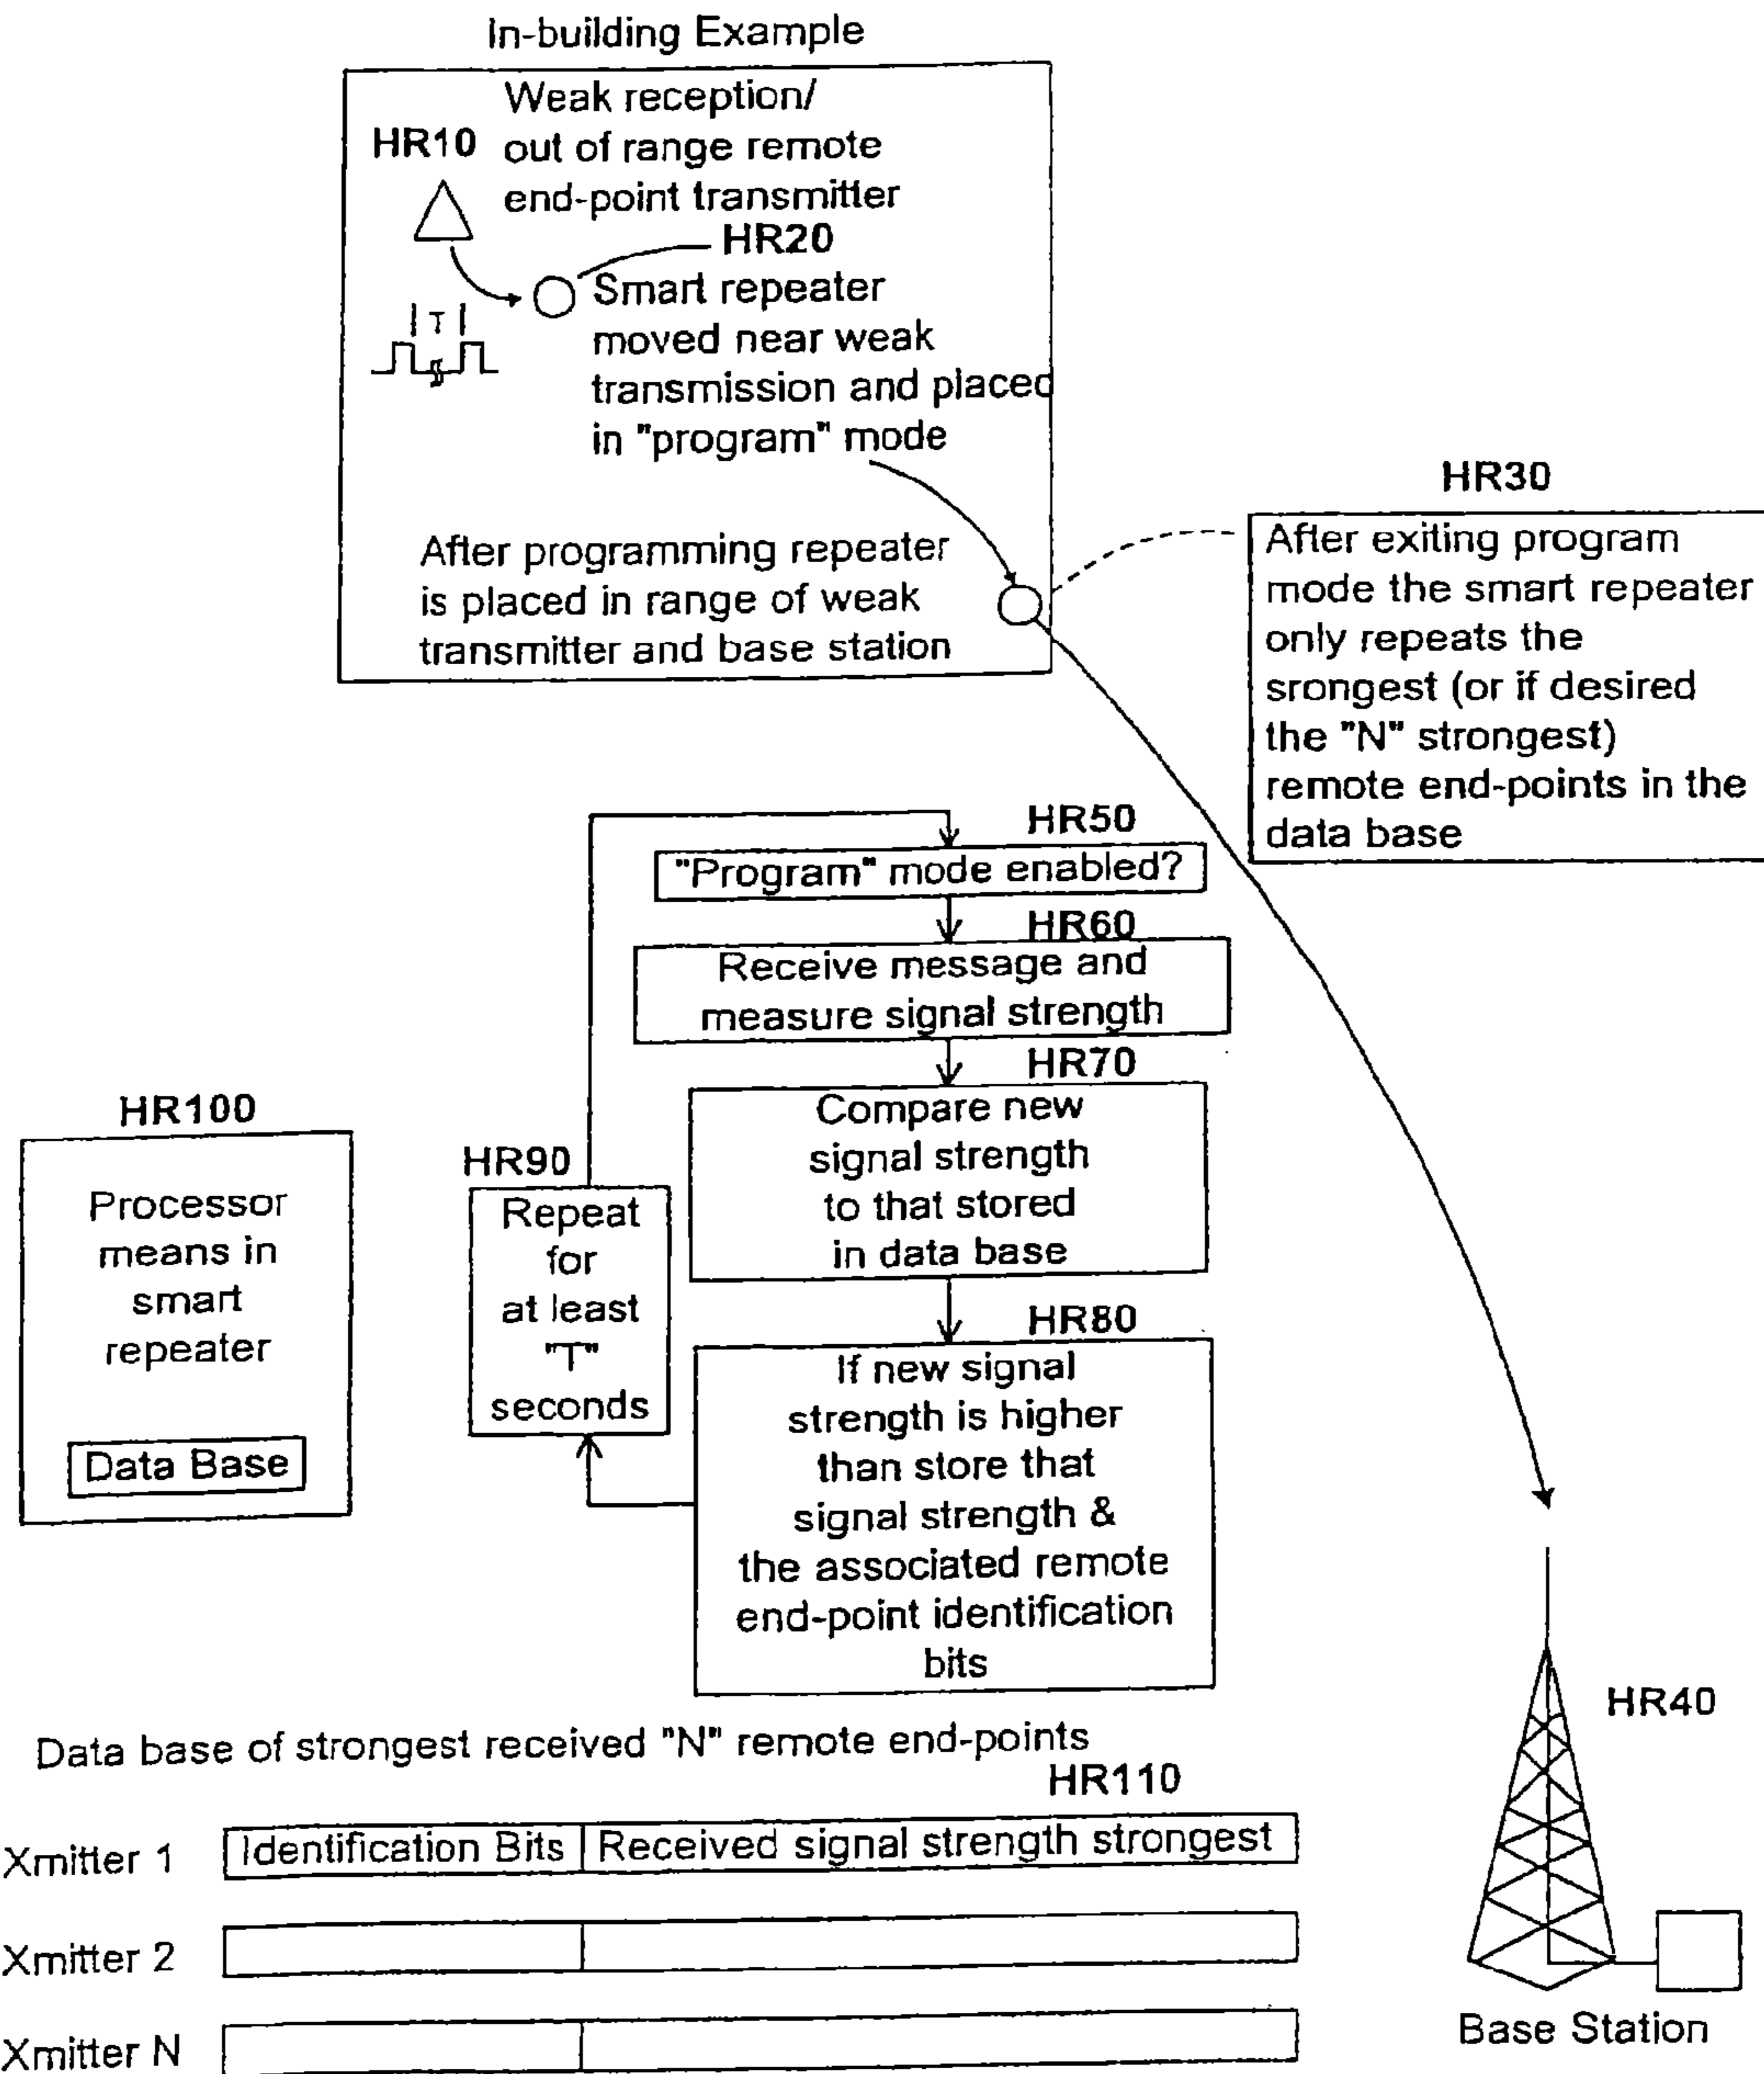 In-building Example
Weak reception/
HR10 out of range remote
end-point transmitter
HR20
Smart repeater
moved near weak
transmission and placed
in "program" mode
T
After programming repeater
is placed in range of weak
transmitter and base station
HR30
After exiting program
mode the smart repeater
only repeats the
srongest (or if desired
the "N" strongest)
remote end-points in the
data base
HR50
"Program" mode enabled?
HR60
Receive message and
measure signal strength
HR70
Compare new
signal strength
to that stored
in data base
HR80
If new signal
strength is higher
than store that
signal strength &
the associated remote
end-point identification
bits
HR90
Repeat
for
at least
"T"
seconds
HR100
Processor
means in
smart
repeater
Data Base
HR40
Base Station
Data base of strongest received "N" remote end-points
HR110
Xmitter 1 Identification Bits Received signal strength strongest
Xmitter 2
Xmitter N